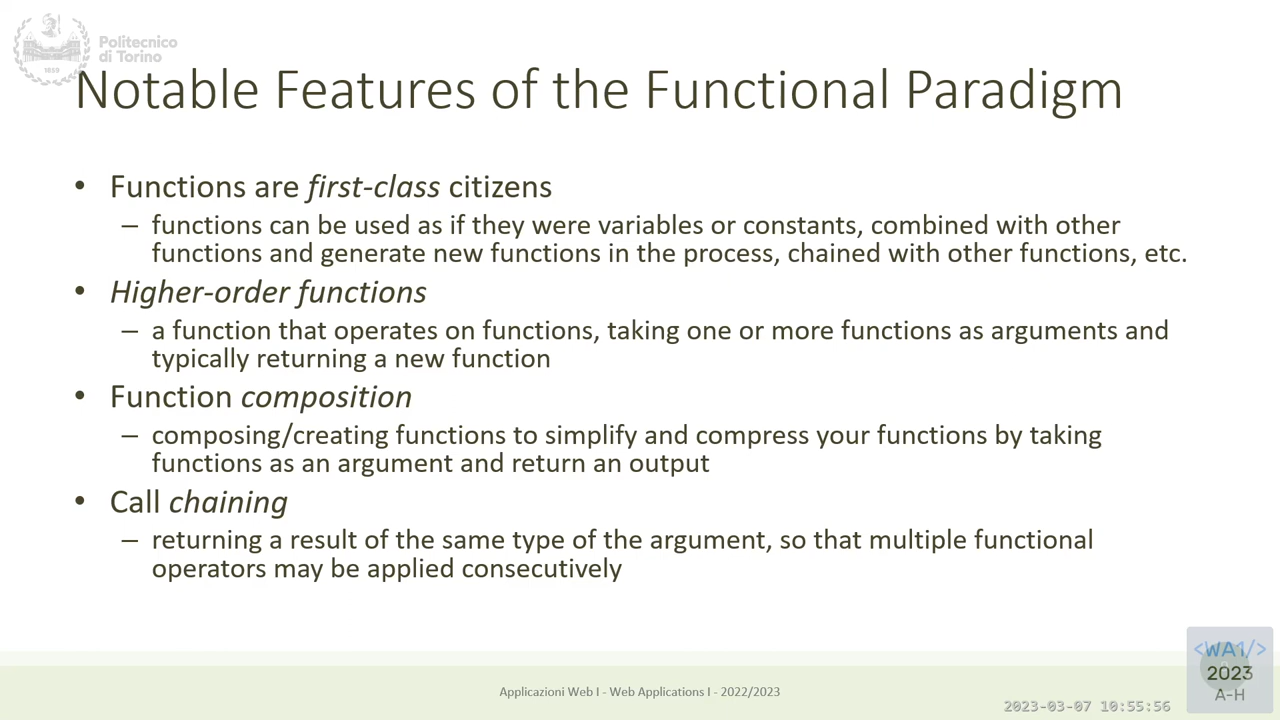 Politecnico
di Torino
1859
Notable Features of the Functional Paradigm
• Functions are first-class citizens
– functions can be used as if they were variables or constants, combined with other
functions and generate new functions in the process, chained with other functions, etc.
• Higher-order functions
– a function that operates on functions, taking one or more functions as arguments and
typically returning a new function
• Function composition
– composing/creating functions to simplify and compress your functions by taking
functions as an argument and return an output
• Call chaining
– returning a result of the same type of the argument, so that multiple functional
operators may be applied consecutively
Applicazioni Web I - Web Applications I - 2022/2023
<WA1/>
2023
A-H
2023-03-07 10:55:56